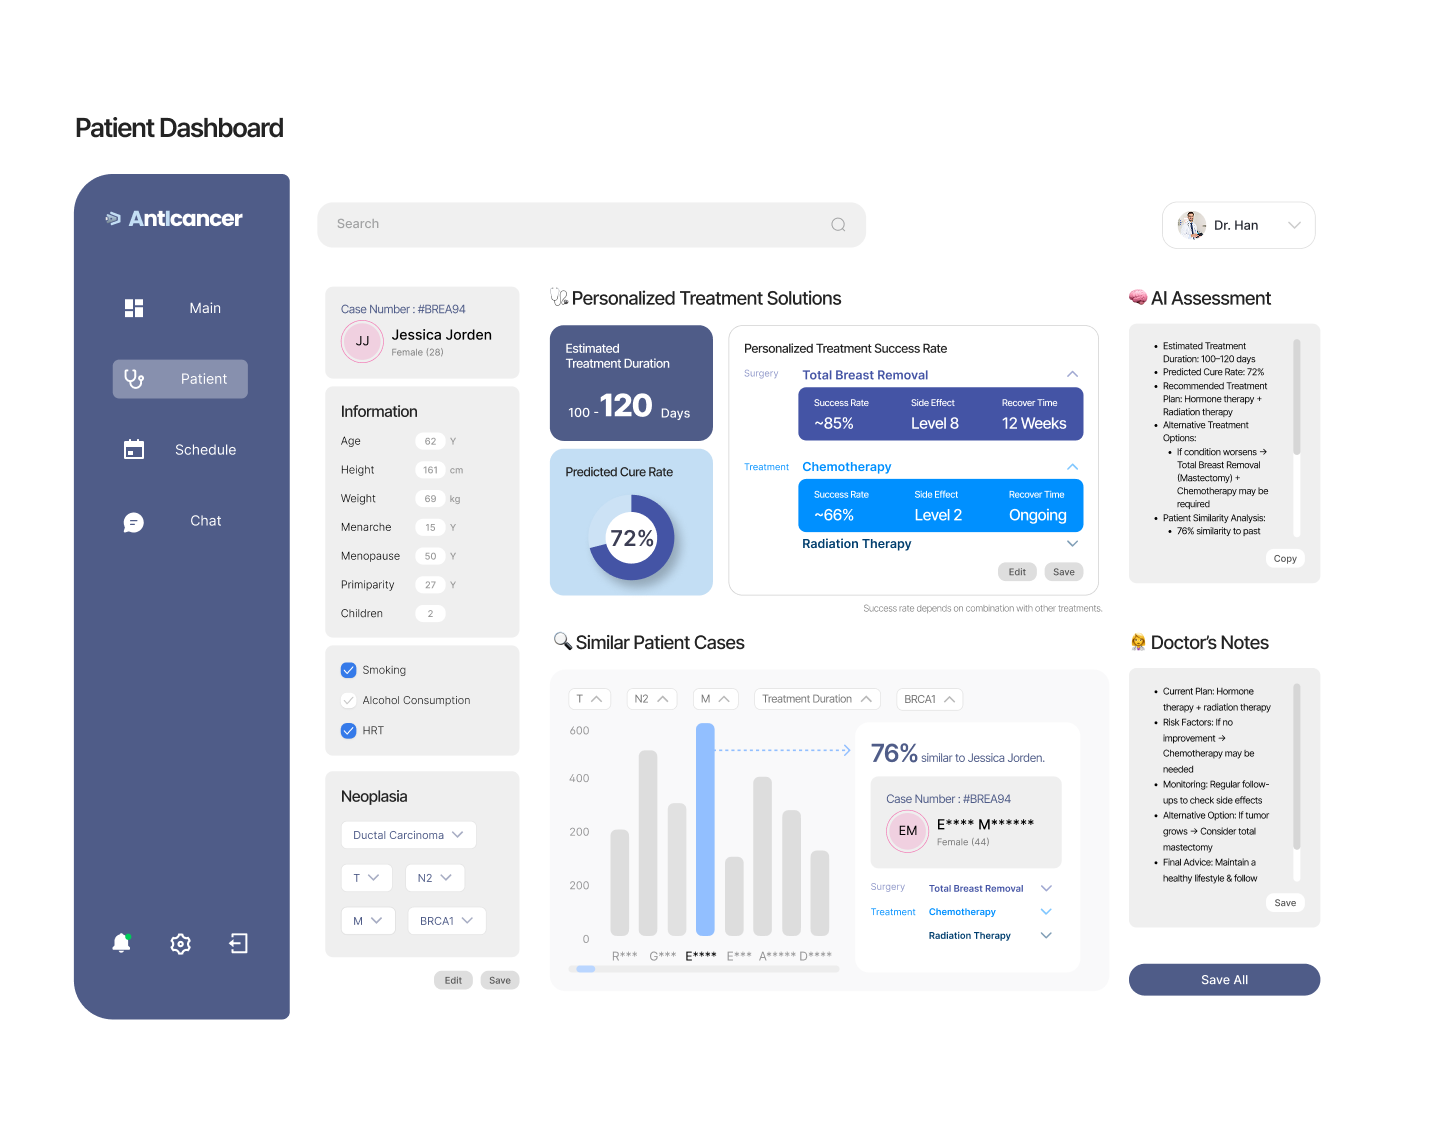 Patient Dashboard
AntIcancer
Main
Patient
Schedule
Chat
Search
Dr. Han
Case Number : #BREA94
JJ
Jessica Jorden
Female (28)
Information
Age 62 Y
Height 161 cm
Weight 69 kg
Menarche 15 Y
Menopause 50 Y
Primiparity 27 Y
Children 2
Smoking
Alcohol Consumption
HRT
Neoplasia
Ductal Carcinoma
T N2
M BRCA1
Edit Save
Personalized Treatment Solutions
Estimated
Treatment Duration
100 - 120 Days
Predicted Cure Rate
72%
Personalized Treatment Success Rate
Surgery Total Breast Removal
Success Rate Side Effect Recover Time
~85% Level 8 12 Weeks
Treatment Chemotherapy
Success Rate Side Effect Recover Time
~66% Level 2 Ongoing
Radiation Therapy
Edit Save
Success rate depends on combination with other treatments.
Similar Patient Cases
T N2 M Treatment Duration BRCA1
600
400
200
200
0
R*** G*** E**** E*** A***** D****
76% similar to Jessica Jorden.
Case Number : #BREA94
EM
E**** M******
Female (44)
Surgery Total Breast Removal
Treatment Chemotherapy
Radiation Therapy
AI Assessment
• Estimated Treatment
Duration: 100–120 days
• Predicted Cure Rate: 72%
• Recommended Treatment
Plan: Hormone therapy +
Radiation therapy
• Alternative Treatment
Options:
• If condition worsens →
Total Breast Removal
(Mastectomy) +
Chemotherapy may be
required
• Patient Similarity Analysis:
• 76% similarity to past
Copy
Doctor's Notes
• Current Plan: Hormone
therapy + radiation therapy
• Risk Factors: If no
improvement →
Chemotherapy may be
needed
• Monitoring: Regular follow-
ups to check side effects
• Alternative Option: If tumor
grows → Consider total
mastectomy
• Final Advice: Maintain a
healthy lifestyle & follow
Save
Save All